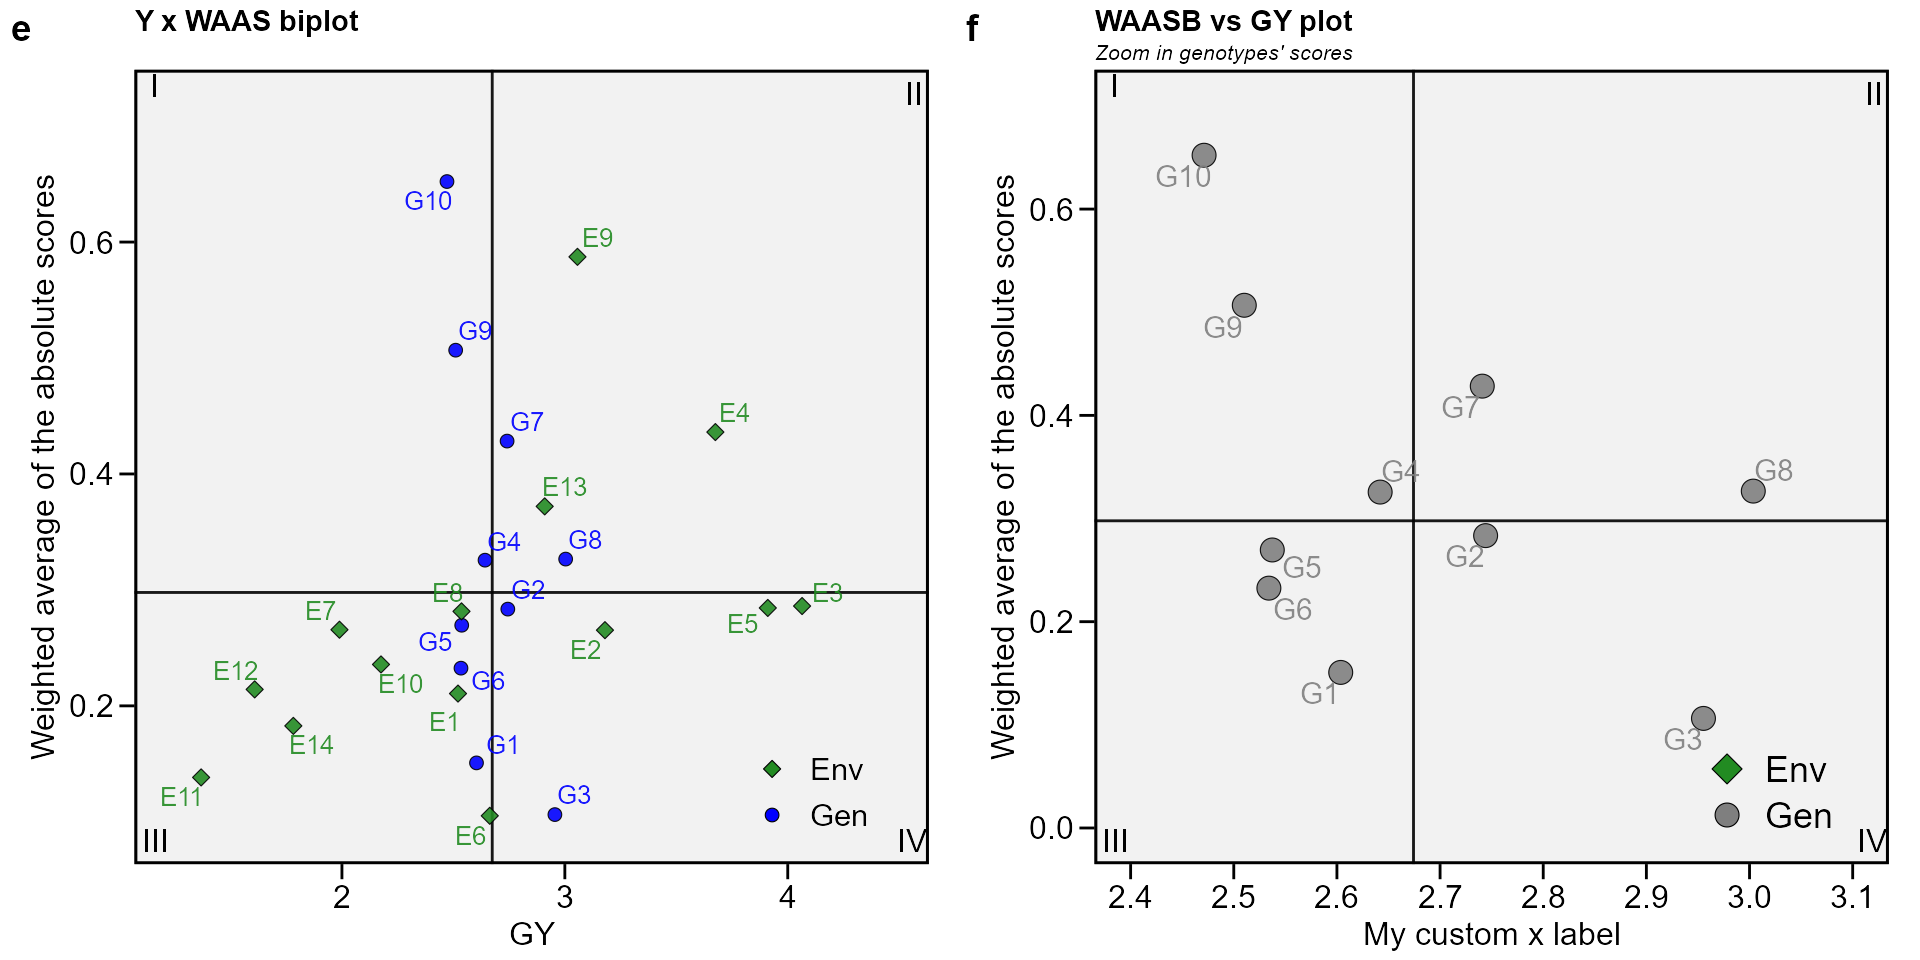 e
Y x WAAS biplot
I
II
G10
E9
G9
G7
E4
E13
G4
G8
E8
G2
E3
E7
E5
G5
E2
E12
E10
G6
E1
E14
G1
E11
G3
E6
Env
Gen
III
IV
0.6
0.4
0.2
Weighted average of the absolute scores
2
3
4
GY
f
WAASB vs GY plot
Zoom in genotypes' scores
I
II
G10
G9
G7
G4
G8
G2
G5
G6
G1
G3
Env
Gen
III
IV
0.6
0.4
0.2
0.0
Weighted average of the absolute scores
2.4
2.5
2.6
2.7
2.8
2.9
3.0
3.1
My custom x label